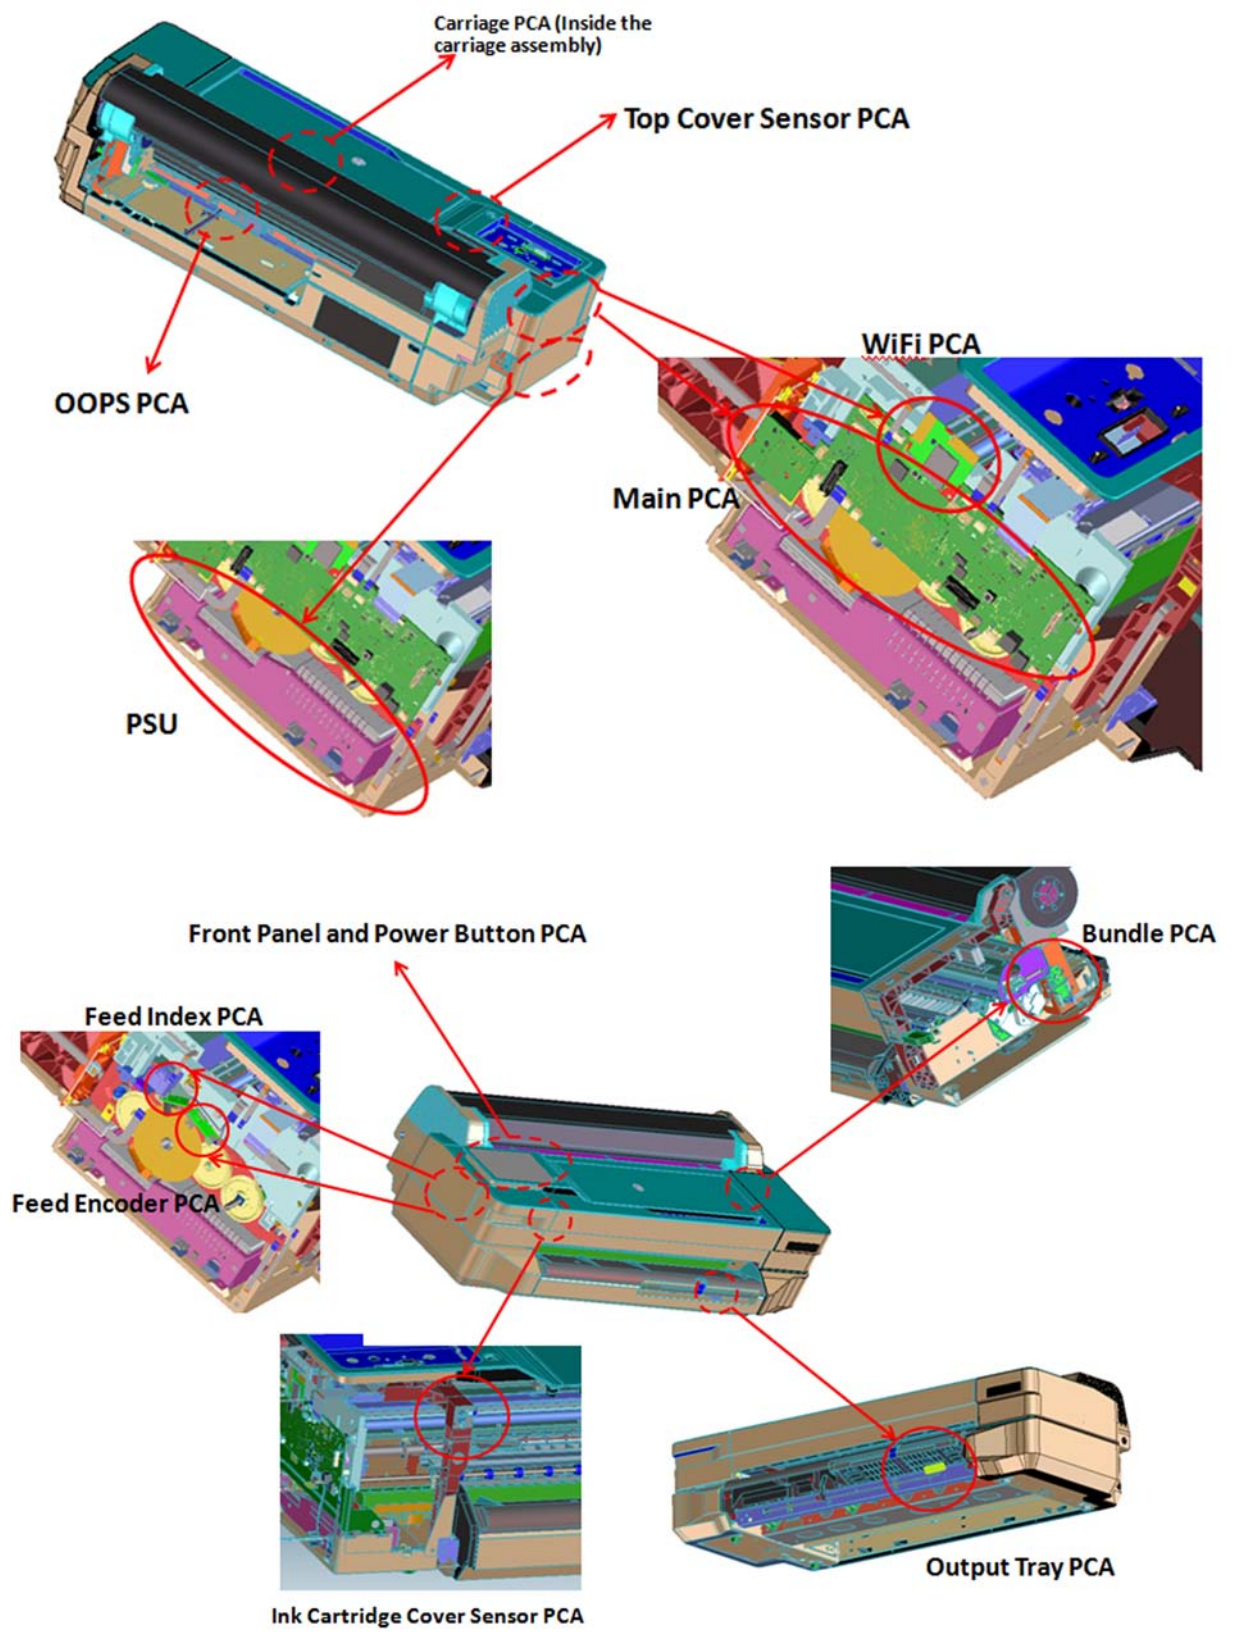 Carriage PCA (Inside the
carriage assembly)
Top Cover Sensor PCA
WiFi PCA
OOPS PCA
Main PCA
PSU
Front Panel and Power Button PCA
Bundle PCA
Feed Index PCA
Feed Encoder PCA
Output Tray PCA
Ink Cartridge Cover Sensor PCA